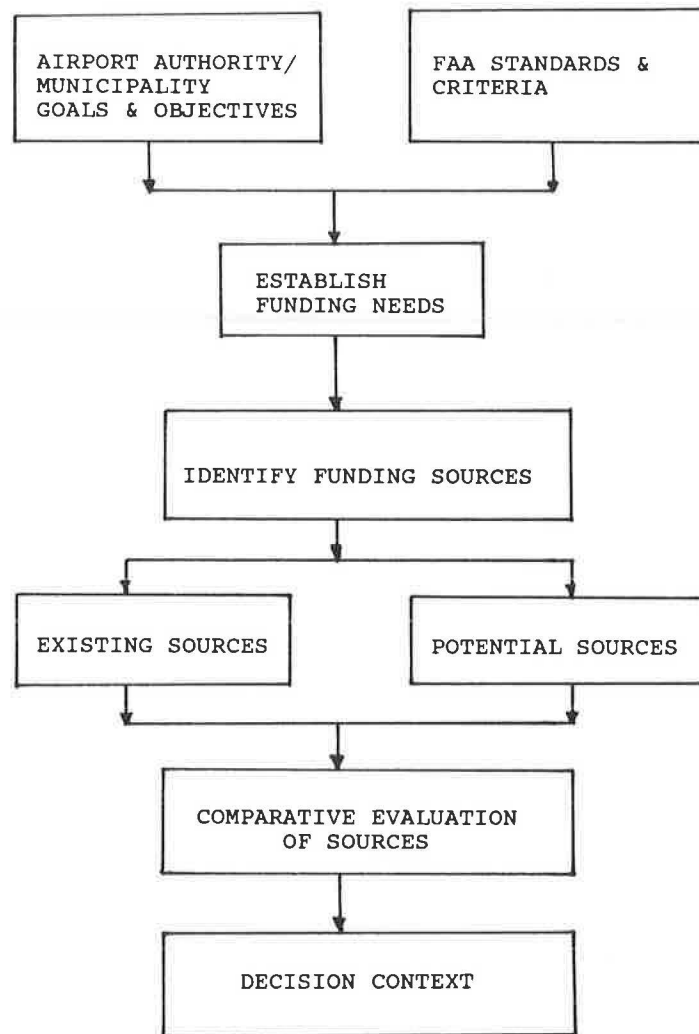 AIRPORT AUTHORITY/
MUNICIPALITY
GOALS & OBJECTIVES
FAA STANDARDS &
CRITERIA
ESTABLISH
FUNDING NEEDS
IDENTIFY FUNDING SOURCES
EXISTING SOURCES
POTENTIAL SOURCES
COMPARATIVE EVALUATION
OF SOURCES
DECISION CONTEXT